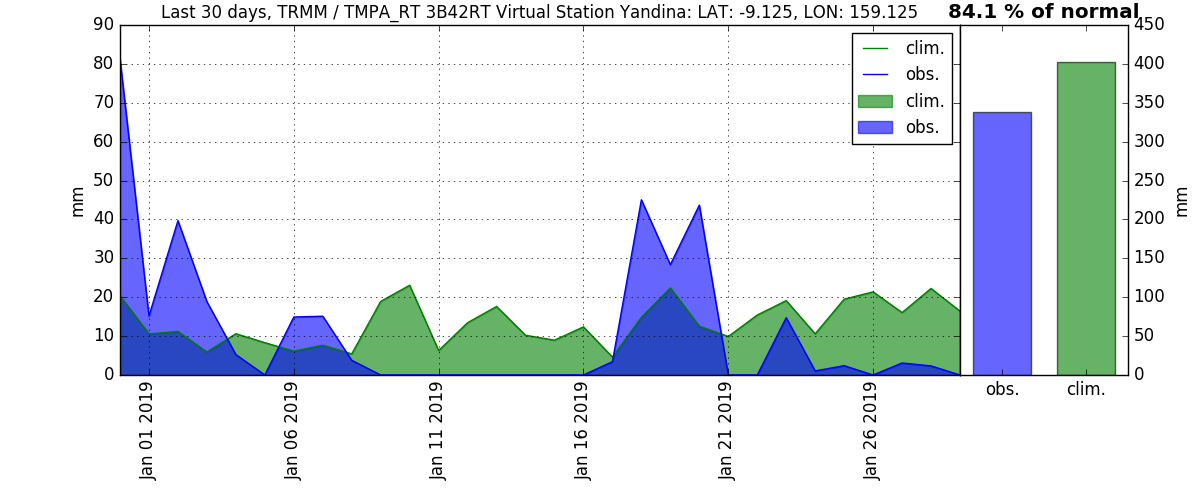 Last 30 days, TRMM / TMPA_RT 3B42RT Virtual Station Yandina: LAT: -9.125, LON: 159.125
84.1 % of normal
90
80
70
60
50
40
30
20
10
0
mm
clim.
obs.
clim.
obs.
Jan 01 2019
Jan 06 2019
Jan 11 2019
Jan 16 2019
Jan 21 2019
Jan 26 2019
450
400
350
300
250
200
150
100
50
0
mm
obs.
clim.